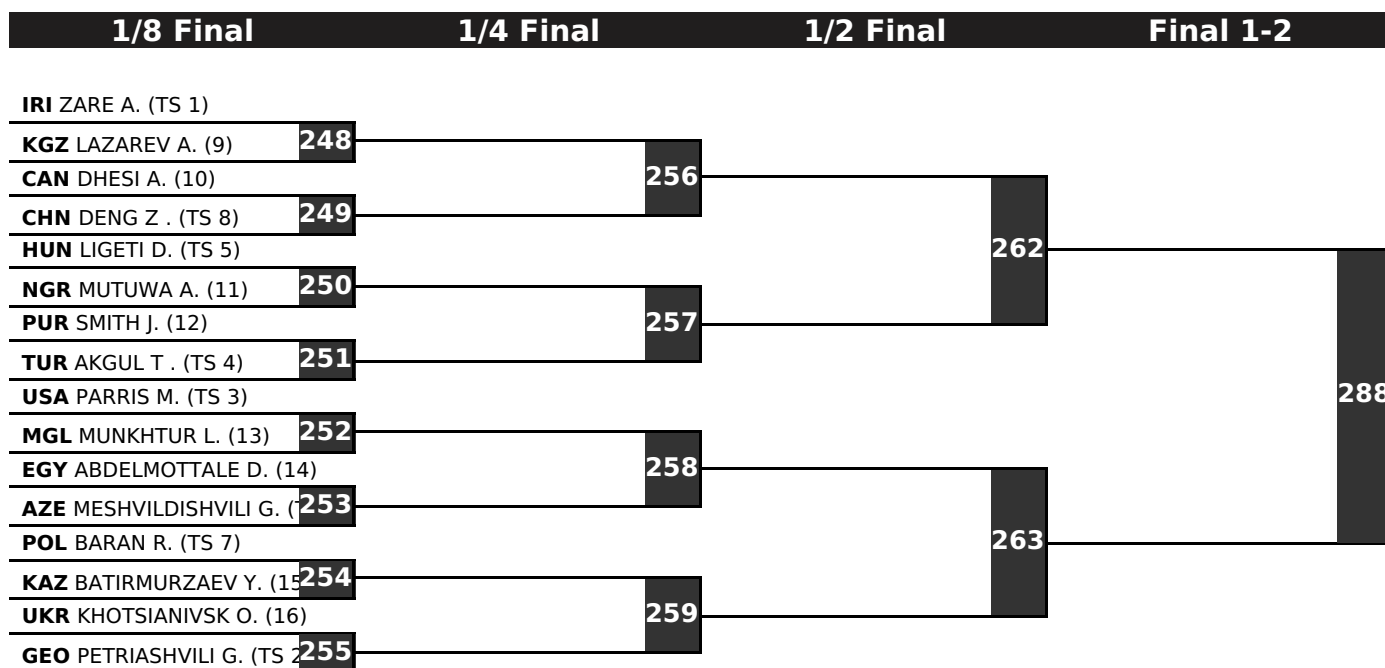 1/8 Final 1/4 Final 1/2 Final Final 1-2
IRI ZARE A. (TS 1)
KGZ LAZAREV A. (9) 248
256
CAN DHESI A. (10)
CHN DENG Z . (TS 8) 249
HUN LIGETI D. (TS 5)
262
NGR MUTUWA A. (11) 250
PUR SMITH J. (12)
257
TUR AKGUL T . (TS 4) 251
USA PARRIS M. (TS 3)
288
MGL MUNKHTUR L. (13) 252
EGY ABDELMOTTALE D. (14)
258
AZE MESHVILDISHVILI G. ( 253
POL BARAN R. (TS 7)
263
KAZ BATIRMURZAEV Y. (15 254
UKR KHOTSIANIVSK O. (16)
259
GEO PETRIASHVILI G. (TS 2 255